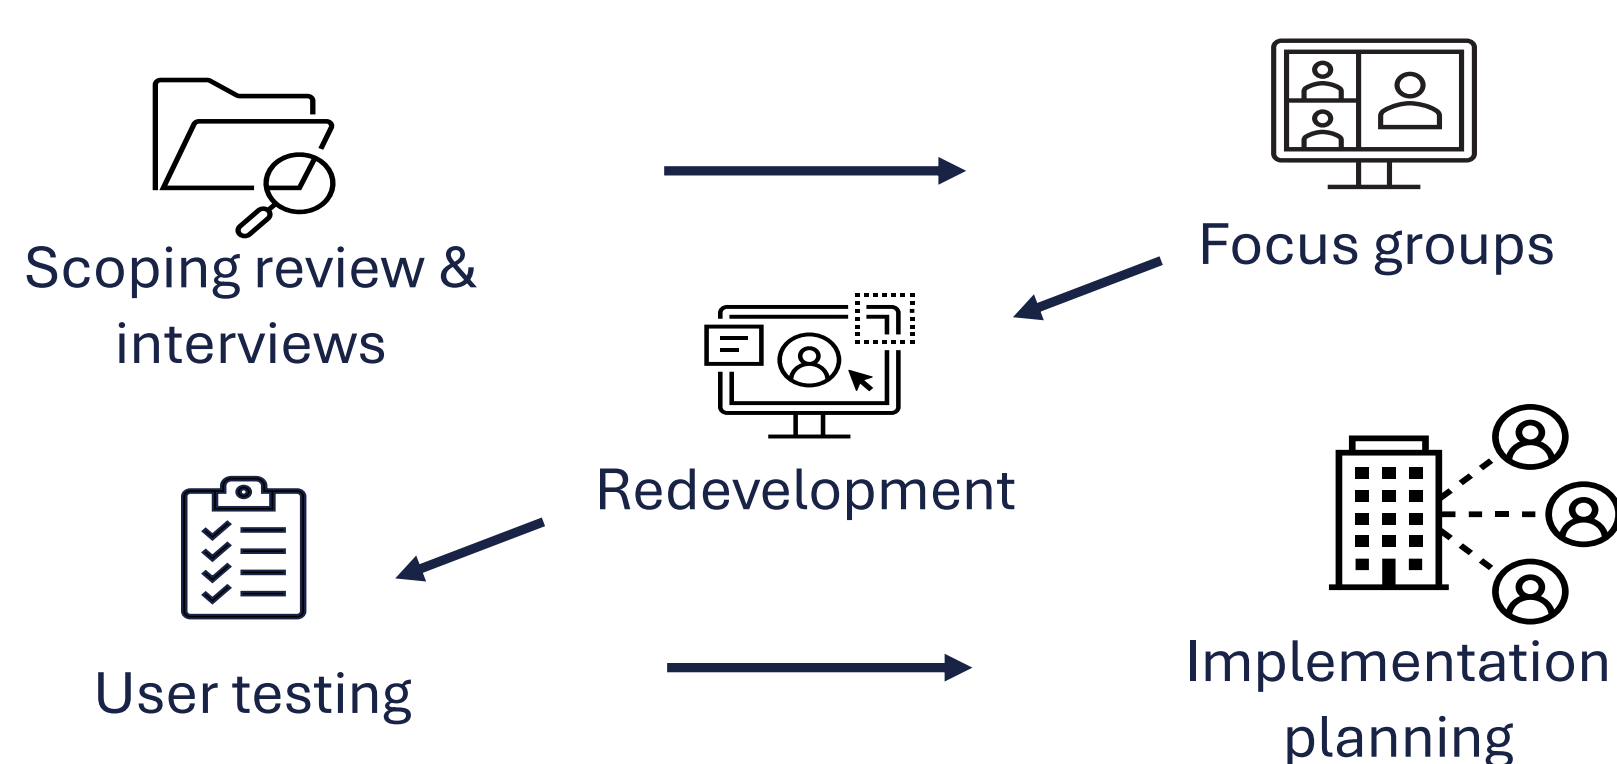 Scoping review &
interviews
Focus groups
Redevelopment
User testing
Implementation
planning